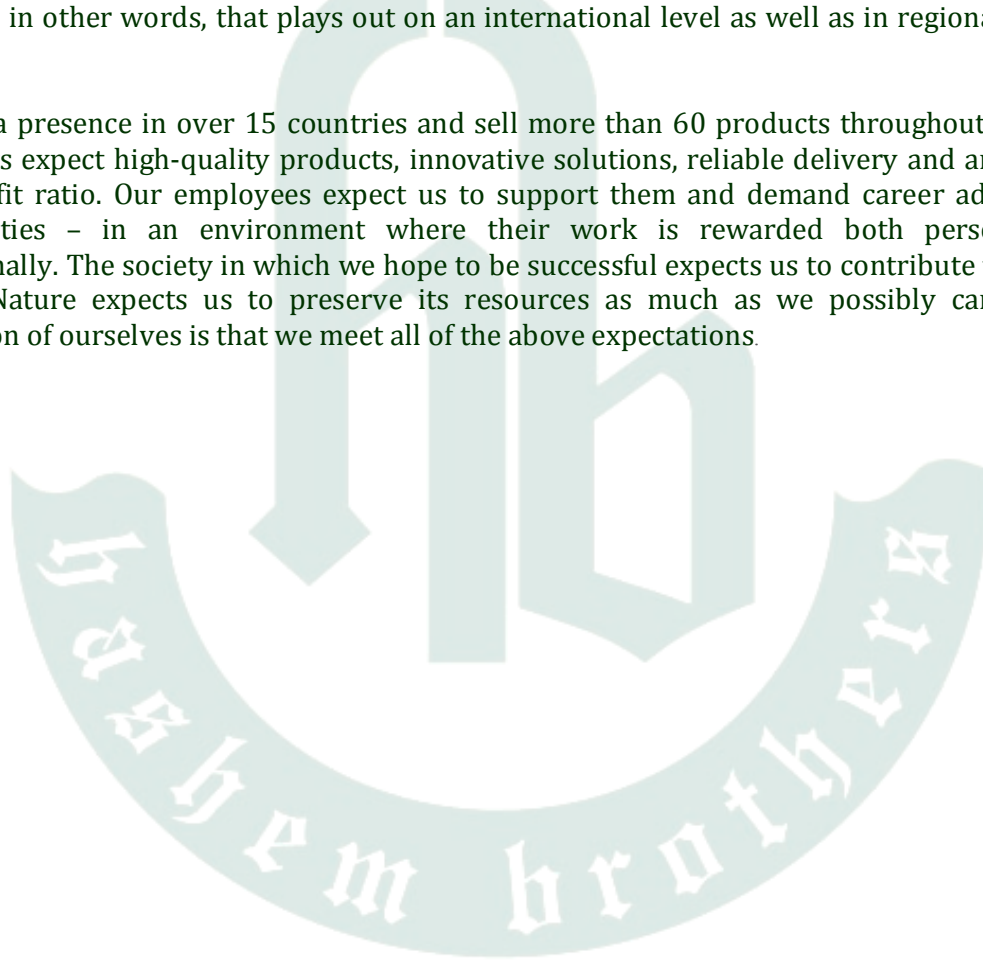 in other words, that plays out on an international level as well as in regiona
a presence in over 15 countries and sell more than 60 products throughout
s expect high-quality products, innovative solutions, reliable delivery and an
fit ratio. Our employees expect us to support them and demand career ad
ties – in an environment where their work is rewarded both perso
nally. The society in which we hope to be successful expects us to contribute t
Nature expects us to preserve its resources as much as we possibly can
on of ourselves is that we meet all of the above expectations.
hb
hashem brothers